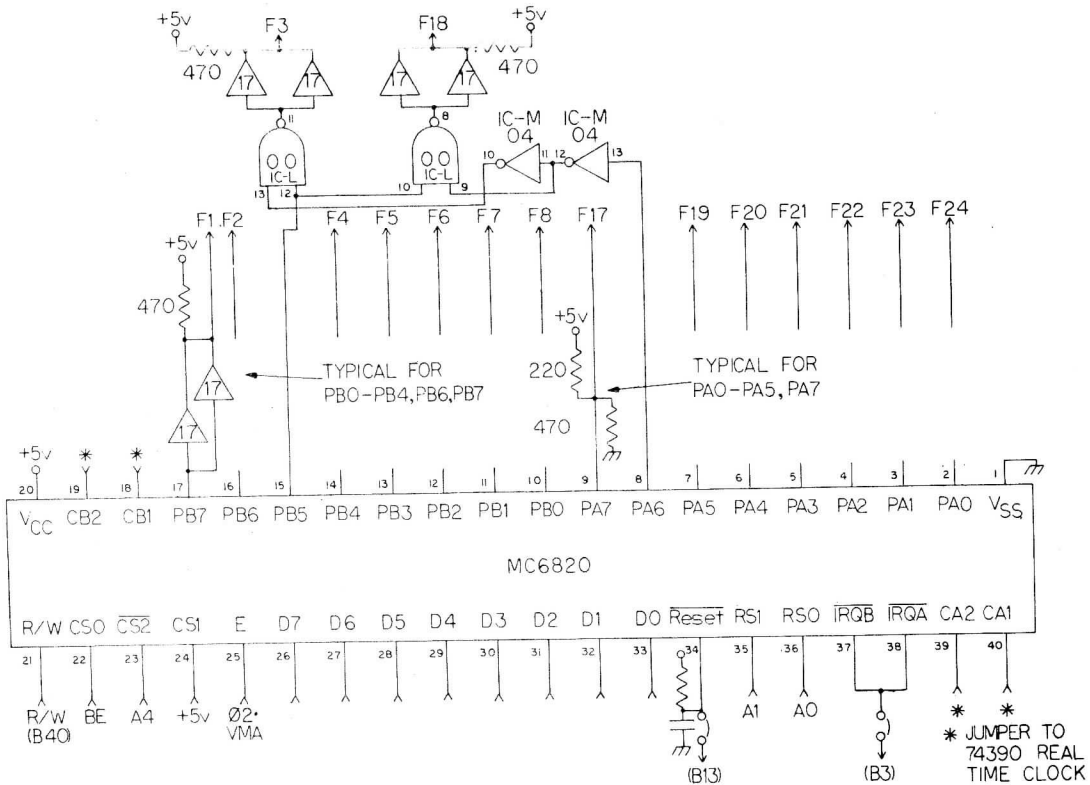 +5v F3 F18 +5v
470 470
17 17 17 17
11 8
IC-M IC-M
04 04
10 11 12 13
OO OO
IC-L IC-L
13 12 10 9
F1 F2 F4 F5 F6 F7 F8 F17 F19 F20 F21 F22 F23 F24
+5v
470
+5v
TYPICAL FOR
PB0-PB4, PB6, PB7
17
17
220
470
TYPICAL FOR
PA0-PA5, PA7
+5v * *
20 19 18 17 16 15 14 13 12 11 10 9 8 7 6 5 4 3 2 1
VCC CB2 CB1 PB7 PB6 PB5 PB4 PB3 PB2 PB1 PB0 PA7 PA6 PA5 PA4 PA3 PA2 PA1 PA0 VSS
MC6820
R/W CS0 C̅S̅2̅ CS1 E D7 D6 D5 D4 D3 D2 D1 D0 R̅e̅s̅e̅t̅ RS1 RS0 I̅R̅Q̅B̅ I̅R̅Q̅A̅ CA2 CA1
21 22 23 24 25 26 27 28 29 30 31 32 33 34 35 36 37 38 39 40
R/W BE A4 +5v Ø2· A1 A0 * *
(B40) VMA
(B13) (B3)
* JUMPER TO
74390 REAL
TIME CLOCK